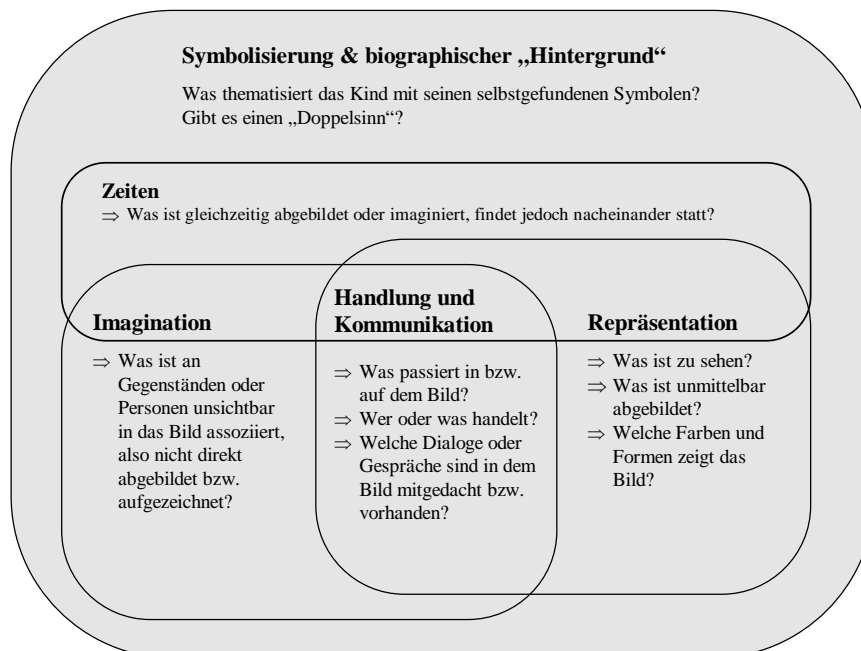 Symbolisierung & biographischer „Hintergrund“
Was thematisiert das Kind mit seinen selbstgefundenen Symbolen?
Gibt es einen „Doppelsinn“?
Zeiten
⇒ Was ist gleichzeitig abgebildet oder imaginiert, findet jedoch nacheinander statt?
Imagination
⇒ Was ist an
Gegenständen oder
Personen unsichtbar
in das Bild assoziiert,
also nicht direkt
abgebildet bzw.
aufgezeichnet?
Handlung und
Kommunikation
⇒ Was passiert in bzw.
auf dem Bild?
⇒ Wer oder was handelt?
⇒ Welche Dialoge oder
Gespräche sind in dem
Bild mitgedacht bzw.
vorhanden?
Repräsentation
⇒ Was ist zu sehen?
⇒ Was ist unmittelbar
abgebildet?
⇒ Welche Farben und
Formen zeigt das
Bild?